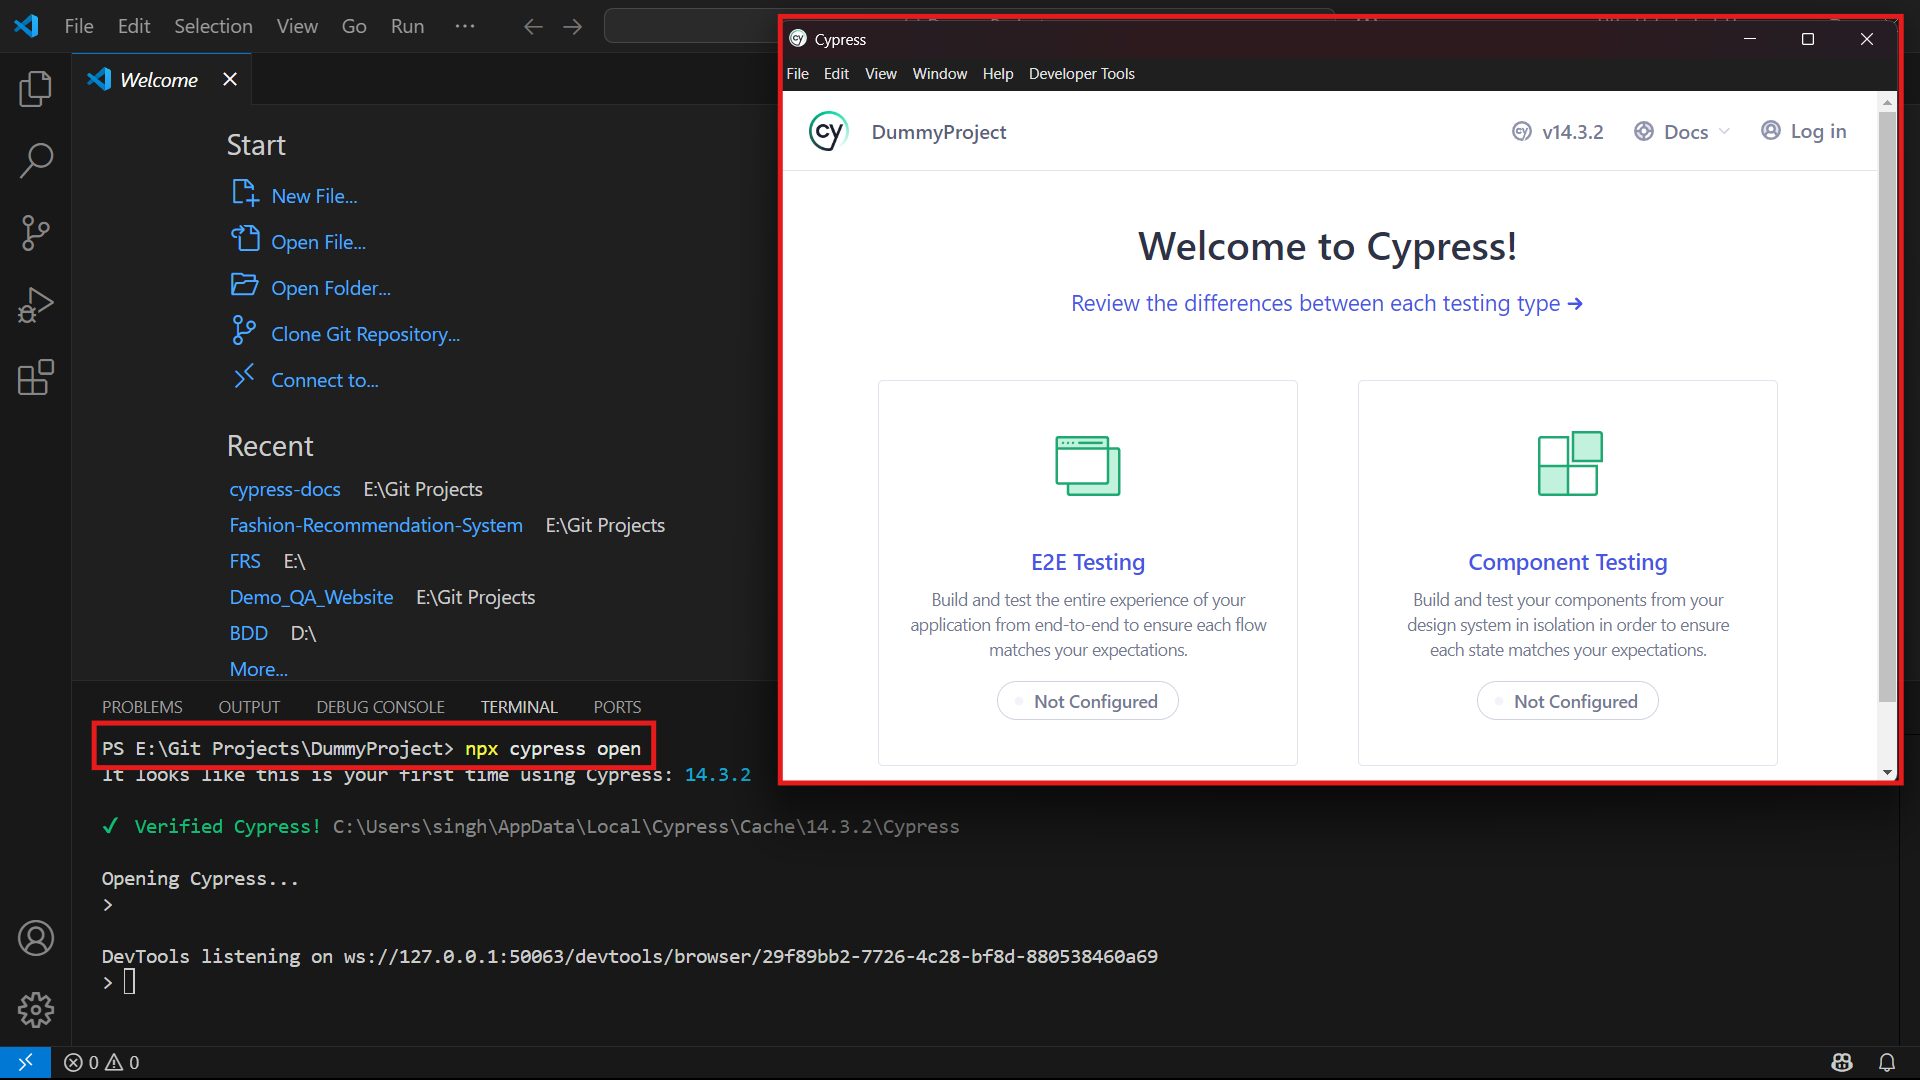 File Edit Selection View Go Run ···
Welcome
Start
New File...
Open File...
Open Folder...
Clone Git Repository...
Connect to...
Recent
cypress-docs E:\Git Projects
Fashion-Recommendation-System E:\Git Projects
FRS E:\
Demo_QA_Website E:\Git Projects
BDD D:\
More...
Cypress
File Edit View Window Help Developer Tools
cy DummyProject v14.3.2 Docs Log in
Welcome to Cypress!
Review the differences between each testing type →
E2E Testing
Build and test the entire experience of your
application from end-to-end to ensure each flow
matches your expectations.
Not Configured
Component Testing
Build and test your components from your
design system in isolation in order to ensure
each state matches your expectations.
Not Configured
PROBLEMS OUTPUT DEBUG CONSOLE TERMINAL PORTS
PS E:\Git Projects\DummyProject> npx cypress open
It looks like this is your first time using Cypress: 14.3.2
✓ Verified Cypress! C:\Users\singh\AppData\Local\Cypress\Cache\14.3.2\Cypress
Opening Cypress...
>
DevTools listening on ws://127.0.0.1:50063/devtools/browser/29f89bb2-7726-4c28-bf8d-880538460a69
>
0 0